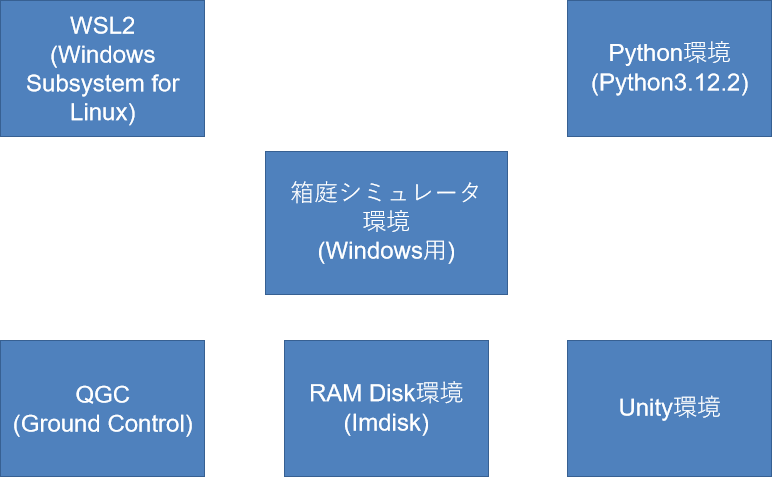 WSL2
(Windows
Subsystem for
Linux)
Python環境
(Python3.12.2)
箱庭シミュレータ
環境
(Windows用)
QGC
(Ground Control)
RAM Disk環境
(Imdisk)
Unity環境